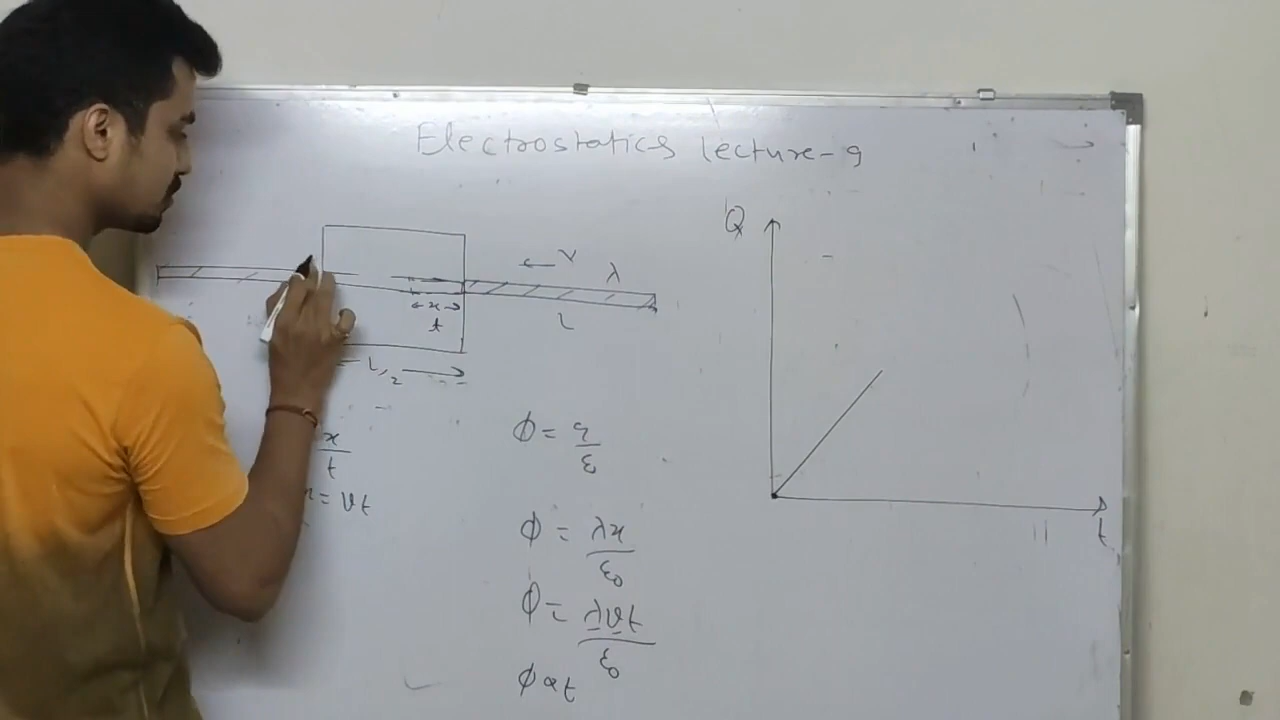 Electrostatics lecture-9
Q
v
λ
← x →
t
L
L/2
x/t
x = vt
ϕ = q/ε
ϕ = λx/ε₀
ϕ = λvt/ε₀
ϕ α t
t